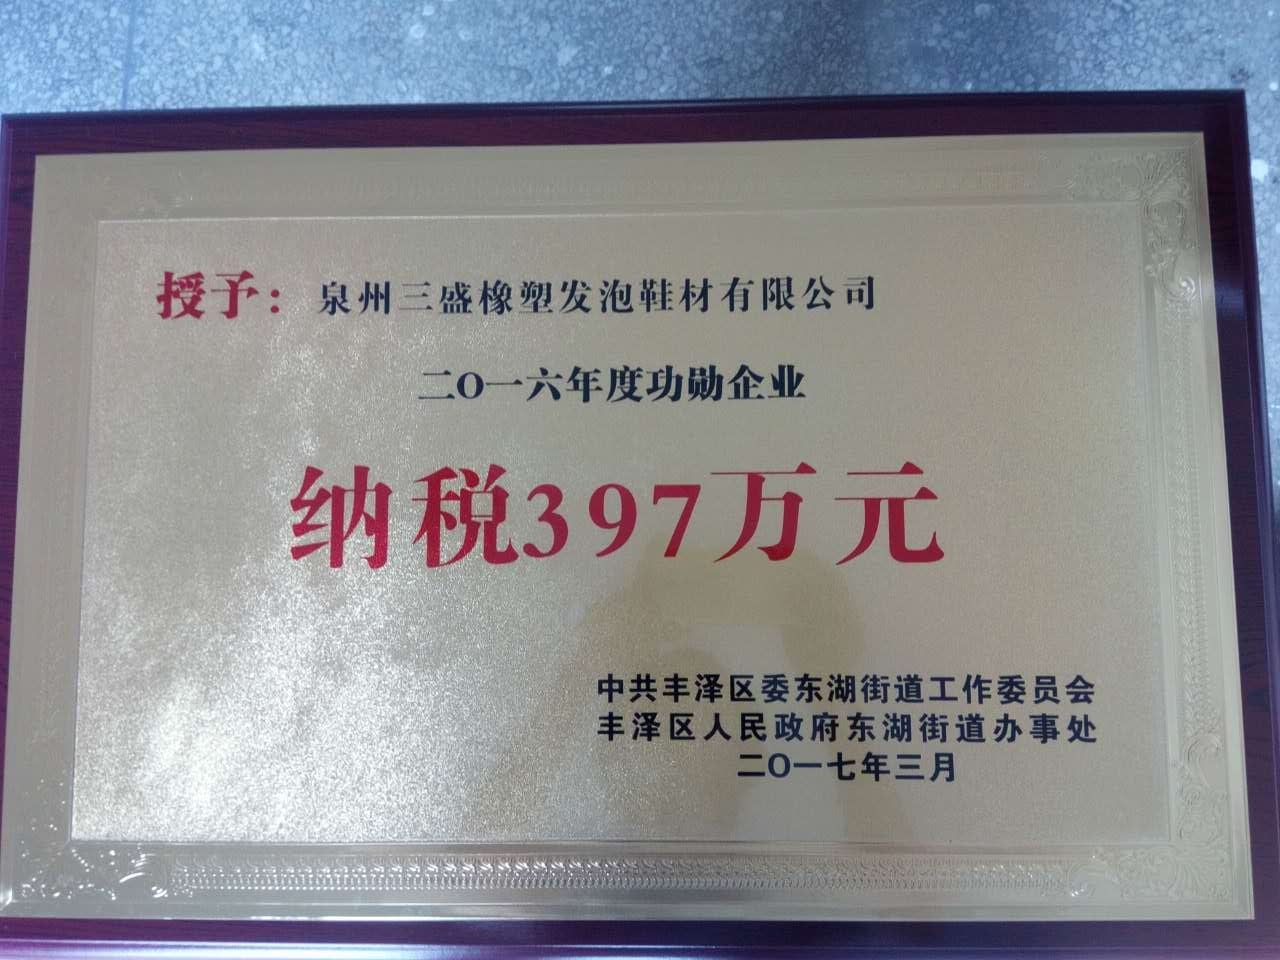 授予：泉州三盛橡塑发泡鞋材有限公司
二〇一六年度功勋企业
纳税397万元
中共丰泽区委东湖街道工作委员会
丰泽区人民政府东湖街道办事处
二〇一七年三月